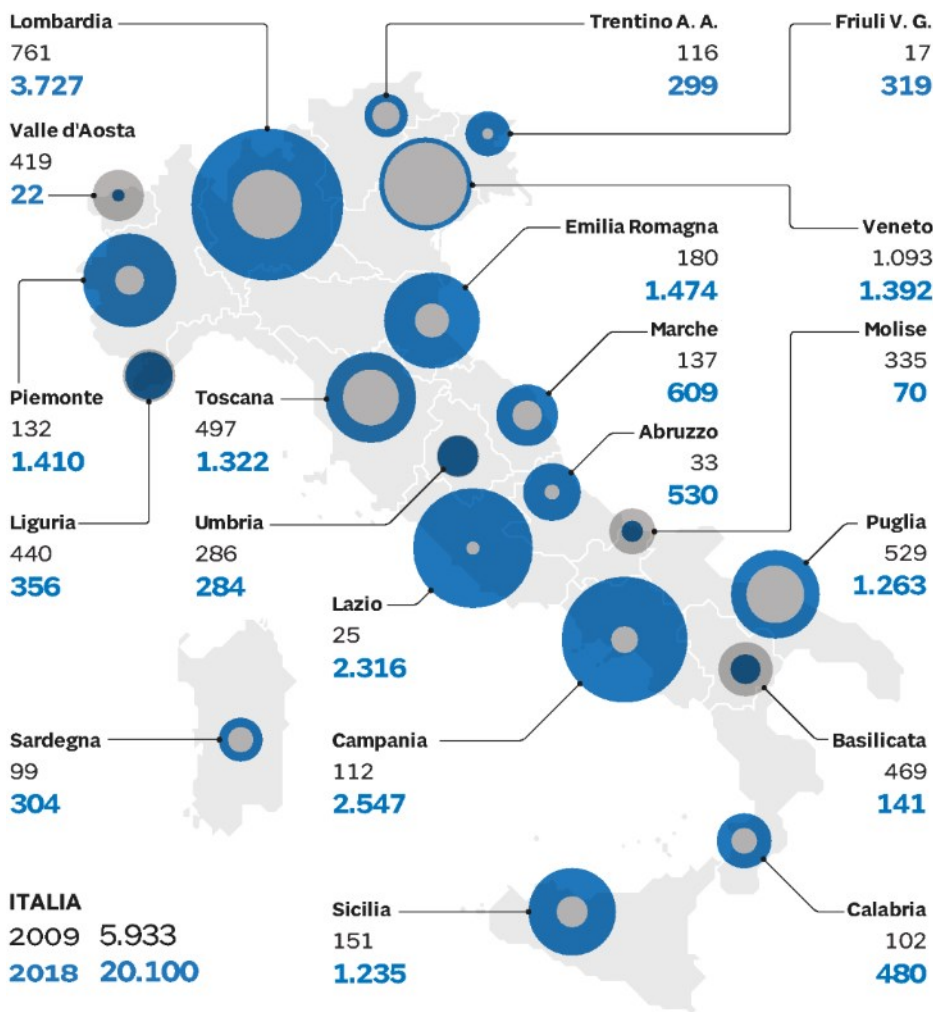 Lombardia
761
3.727
Trentino A. A.
116
299
Friuli V. G.
17
319
Valle d'Aosta
419
22
Emilia Romagna
180
1.474
Veneto
1.093
1.392
Marche
137
609
Molise
335
70
Piemonte
132
1.410
Toscana
497
1.322
Abruzzo
33
530
Liguria
440
356
Umbria
286
284
Puglia
529
1.263
Lazio
25
2.316
Sardegna
99
304
Campania
112
2.547
Basilicata
469
141
ITALIA
2009 5.933
2018 20.100
Sicilia
151
1.235
Calabria
102
480